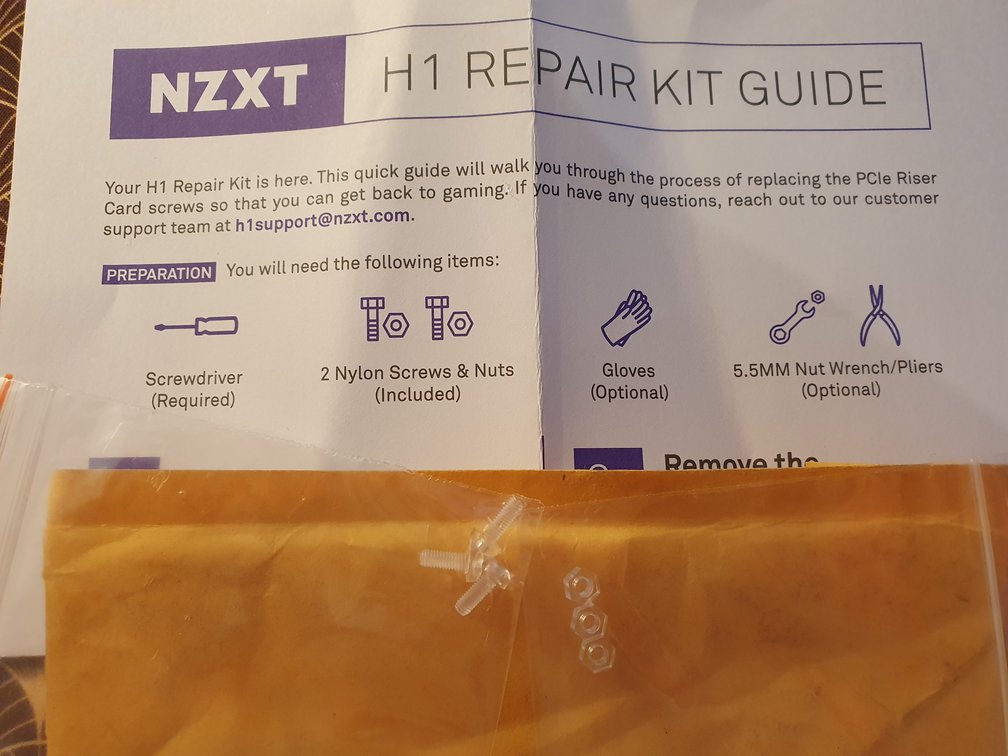 NZXT H1 REPAIR KIT GUIDE
Your H1 Repair Kit is here. This quick guide will walk you through the process of replacing the PCIe Riser
Card screws so that you can get back to gaming. If you have any questions, reach out to our customer
support team at h1support@nzxt.com.
PREPARATION You will need the following items:
Screwdriver
(Required)
2 Nylon Screws & Nuts
(Included)
Gloves
(Optional)
5.5MM Nut Wrench/Pliers
(Optional)
Remove the